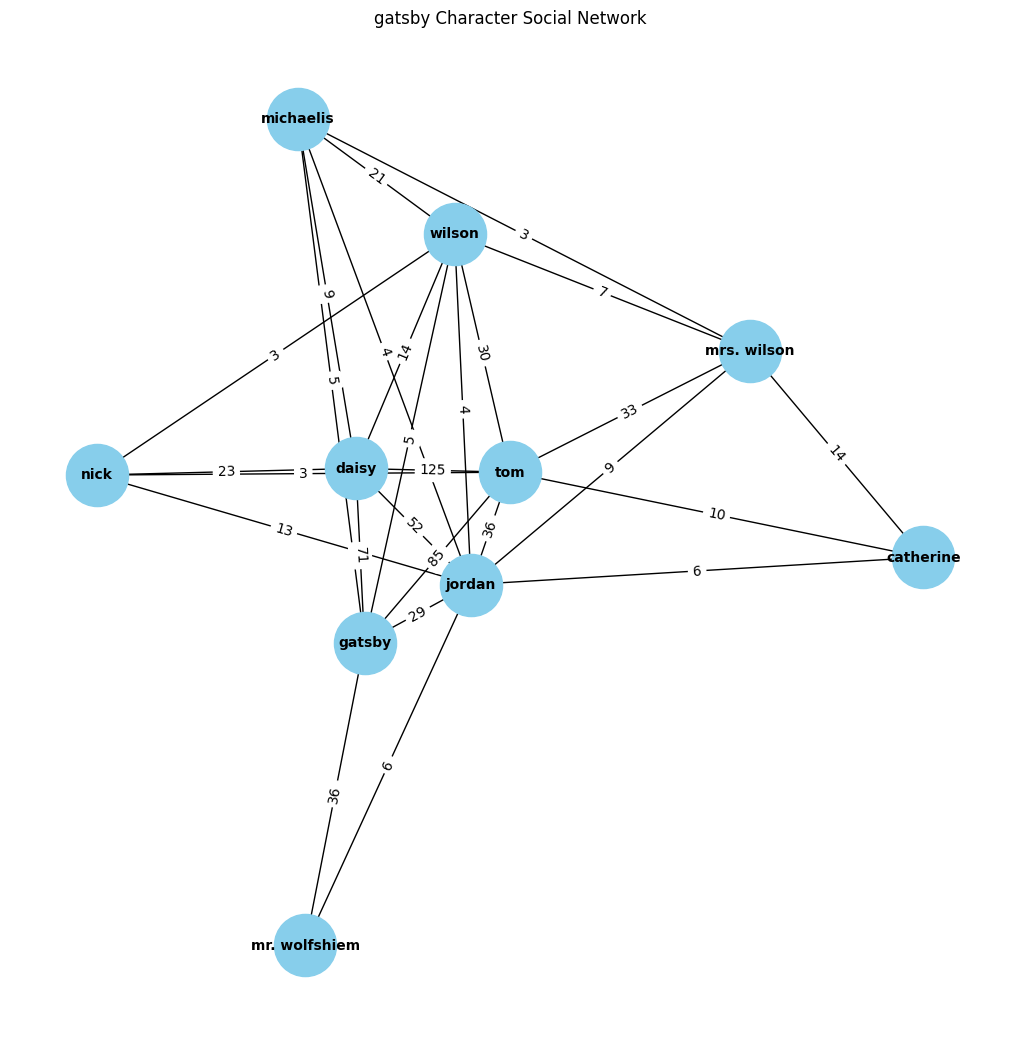 gatsby Character Social Network
michaelis
21
wilson
3
7
9
3
4
14
30
mrs. wilson
5
4
33
5
14
nick
23
3
daisy
125
tom
9
10
13
52
36
71
85
catherine
jordan
6
29
gatsby
6
36
mr. wolfshiem